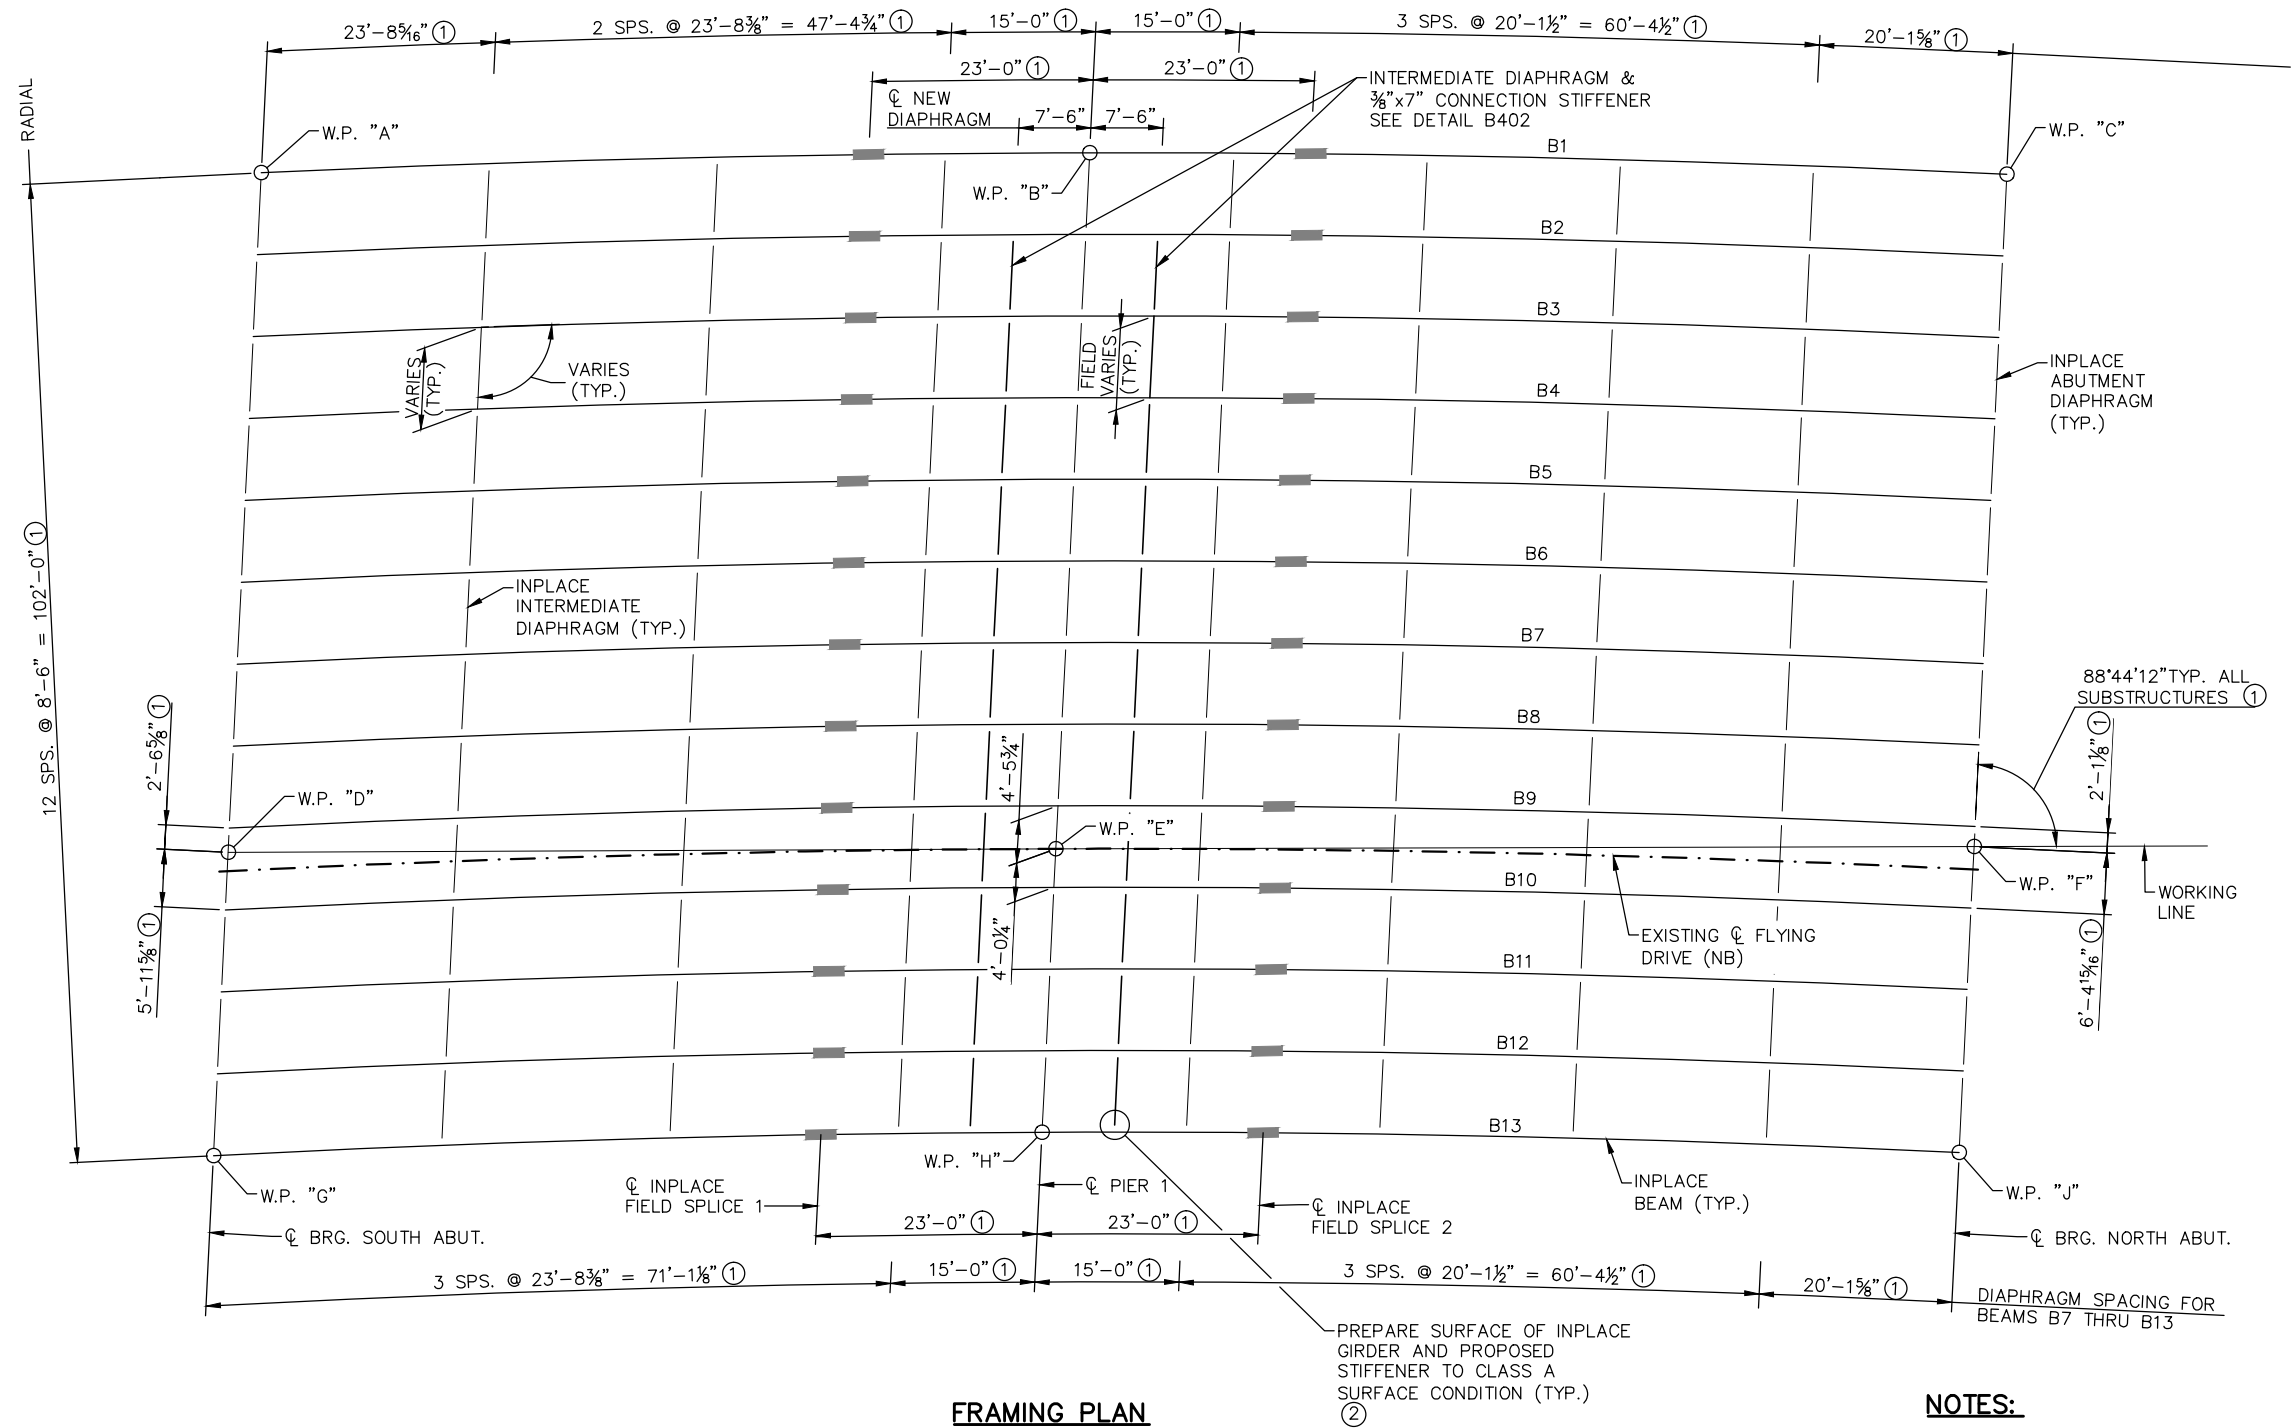 23'-8 5/16" ①
2 SPS. @ 23'-8 3/8" = 47'-4 3/4" ①
15'-0" ①
15'-0" ①
3 SPS. @ 20'-1 1/2" = 60'-4 1/2" ①
20'-1 5/8" ①
23'-0" ①
23'-0" ①
℄ NEW
DIAPHRAGM
7'-6"
7'-6"
INTERMEDIATE DIAPHRAGM &
3/8"x7" CONNECTION STIFFENER
SEE DETAIL B402
RADIAL
W.P. "A"
W.P. "B"
W.P. "C"
B1
B2
B3
B4
B5
B6
B7
B8
B9
B10
B11
B12
B13
VARIES
(TYP.)
VARIES
(TYP.)
FIELD
VARIES
(TYP.)
INPLACE
ABUTMENT
DIAPHRAGM
(TYP.)
12 SPS. @ 8'-6" = 102'-0" ①
INPLACE
INTERMEDIATE
DIAPHRAGM (TYP.)
88°44'12" TYP. ALL
SUBSTRUCTURES ①
2'-6 5/8" ①
5'-11 5/8" ①
4'-5 3/4"
4'-0 1/4"
2'-1 1/8" ①
6'-4 15/16" ①
W.P. "D"
W.P. "E"
W.P. "F"
WORKING
LINE
EXISTING ℄ FLYING
DRIVE (NB)
W.P. "G"
W.P. "H"
W.P. "J"
℄ INPLACE
FIELD SPLICE 1
℄ PIER 1
℄ INPLACE
FIELD SPLICE 2
INPLACE
BEAM (TYP.)
℄ BRG. SOUTH ABUT.
℄ BRG. NORTH ABUT.
23'-0" ①
23'-0" ①
3 SPS. @ 23'-8 3/8" = 71'-1 1/8" ①
15'-0" ①
15'-0" ①
3 SPS. @ 20'-1 1/2" = 60'-4 1/2" ①
20'-1 5/8" ①
DIAPHRAGM SPACING FOR
BEAMS B7 THRU B13
PREPARE SURFACE OF INPLACE
GIRDER AND PROPOSED
STIFFENER TO CLASS A
SURFACE CONDITION (TYP.)
②
FRAMING PLAN
NOTES: